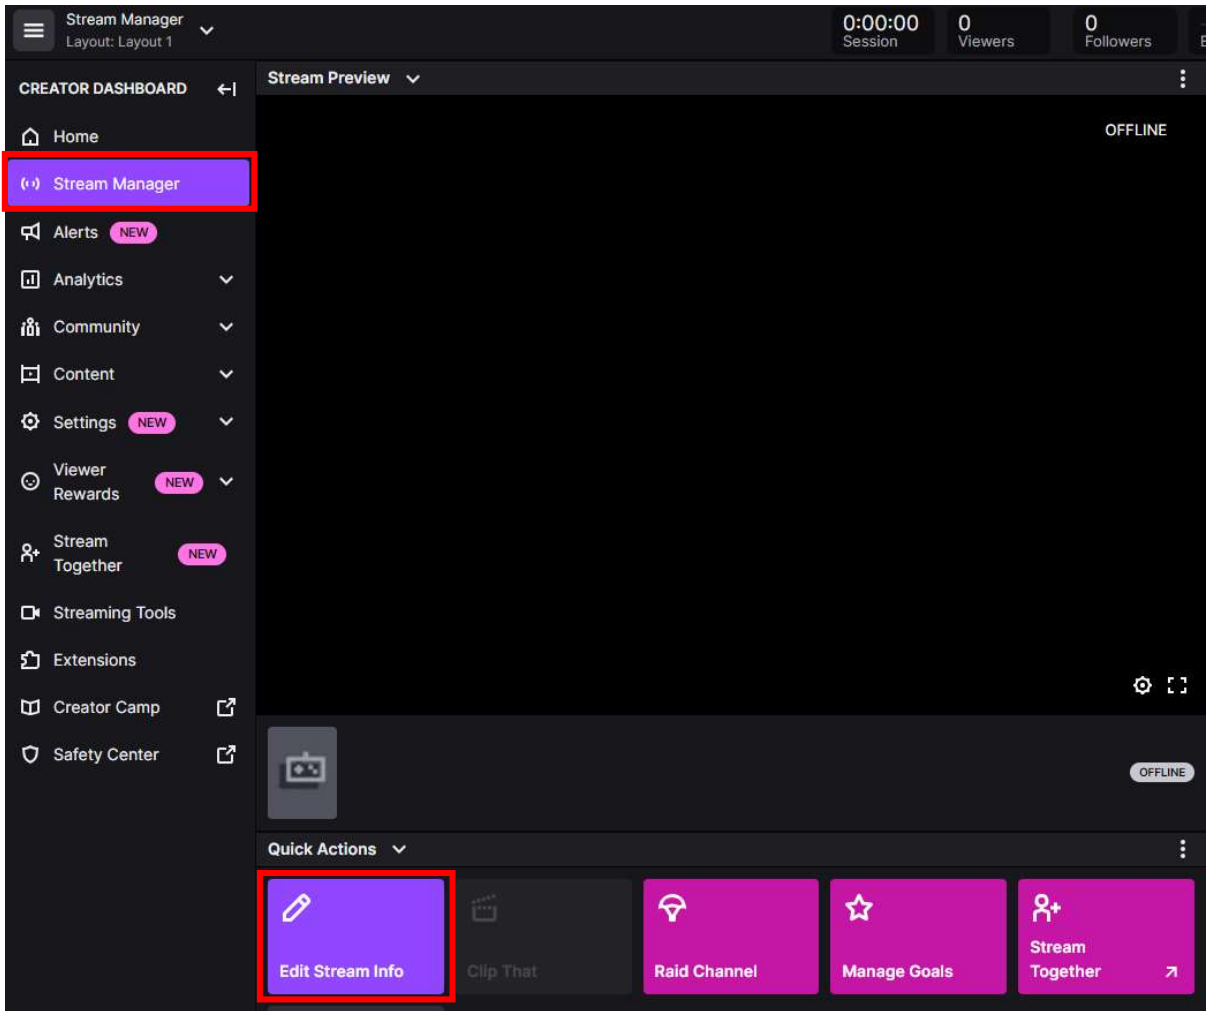 Stream Manager
Layout: Layout 1
0:00:00
Session
0
Viewers
0
Followers
CREATOR DASHBOARD
Stream Preview
OFFLINE
Home
Stream Manager
Alerts NEW
Analytics
Community
Content
Settings NEW
Viewer
Rewards
NEW
Stream
Together
NEW
Streaming Tools
Extensions
Creator Camp
Safety Center
OFFLINE
Quick Actions
Edit Stream Info
Clip That
Raid Channel
Manage Goals
Stream
Together